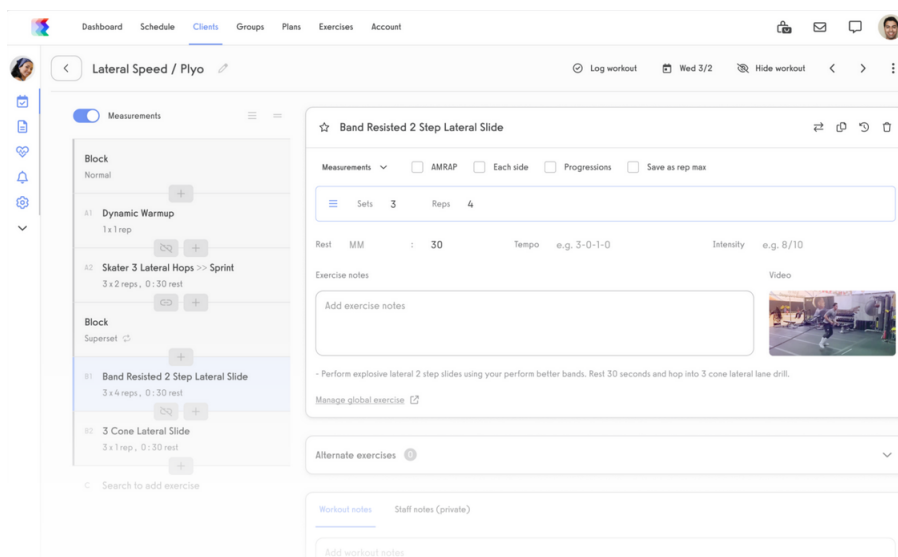 Dashboard Schedule Clients Groups Plans Exercises Account
Lateral Speed / Plyo
Log workout Wed 3/2 Hide workout
Measurements
Block
Normal
A1 Dynamic Warmup
1 x 1 rep
A2 Skater 3 Lateral Hops >> Sprint
3 x 2 reps, 0:30 rest
Block
Superset
B1 Band Resisted 2 Step Lateral Slide
3 x 4 reps, 0:30 rest
B2 3 Cone Lateral Slide
3 x 1 rep, 0:30 rest
C Search to add exercise
Band Resisted 2 Step Lateral Slide
Measurements AMRAP Each side Progressions Save as rep max
Sets 3 Reps 4
Rest MM : 30 Tempo e.g. 3-0-1-0 Intensity e.g. 8/10
Exercise notes Video
Add exercise notes
- Perform explosive lateral 2 step slides using your perform better bands. Rest 30 seconds and hop into 3 cone lateral lane drill.
Manage global exercise
Alternate exercises 0
Workout notes Staff notes (private)
Add workout notes